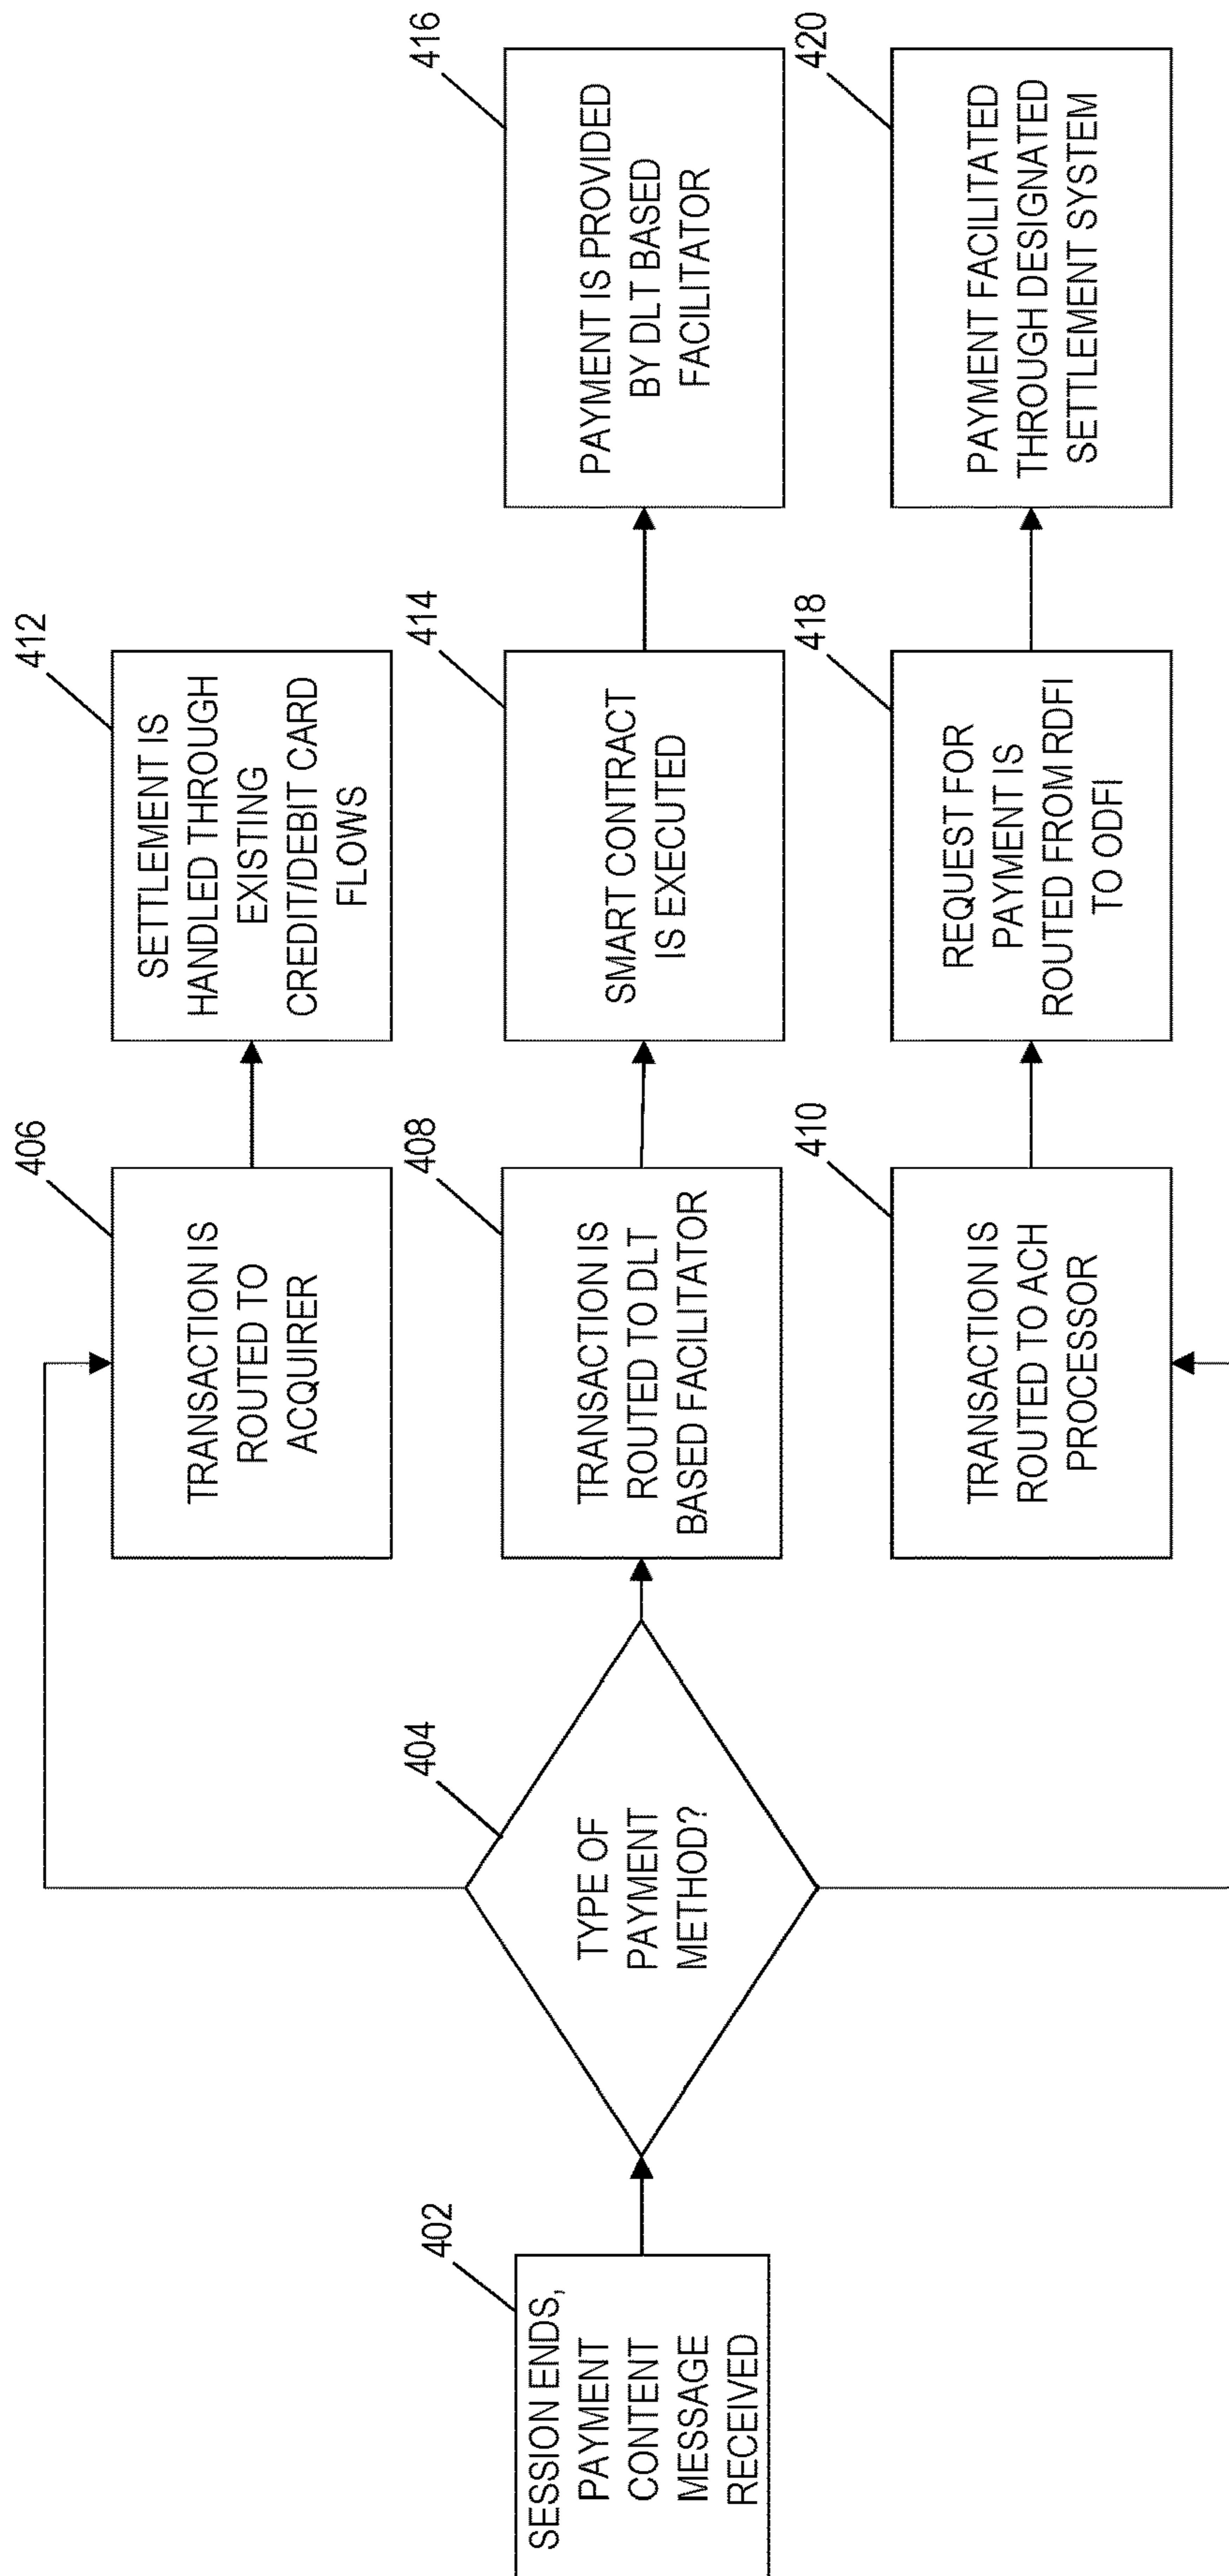 402
SESSION ENDS,
PAYMENT
CONTENT
MESSAGE
RECEIVED
404
TYPE OF
PAYMENT
METHOD?
406
TRANSACTION IS
ROUTED TO
ACQUIRER
412
SETTLEMENT IS
HANDLED THROUGH
EXISTING
CREDIT/DEBIT CARD
FLOWS
408
TRANSACTION IS
ROUTED TO DLT
BASED FACILITATOR
414
SMART CONTRACT
IS EXECUTED
416
PAYMENT IS PROVIDED
BY DLT BASED
FACILITATOR
410
TRANSACTION IS
ROUTED TO ACH
PROCESSOR
418
REQUEST FOR
PAYMENT IS
ROUTED FROM RDFI
TO ODFI
420
PAYMENT FACILITATED
THROUGH DESIGNATED
SETTLEMENT SYSTEM